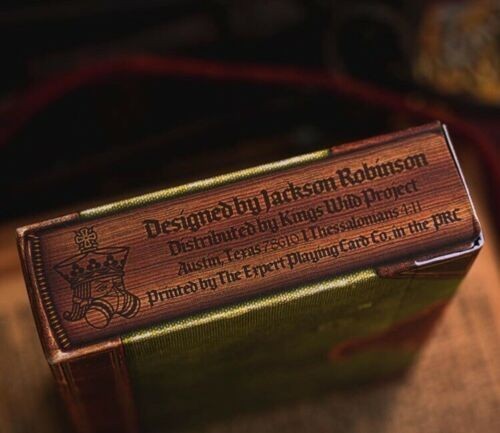 Designed by Jackson Robinson
Distributed by Kings Wild Project
Austin, Texas 78610 1 Thessalonians 4:11
Printed by The Expert Playing Card Co. in the PRC